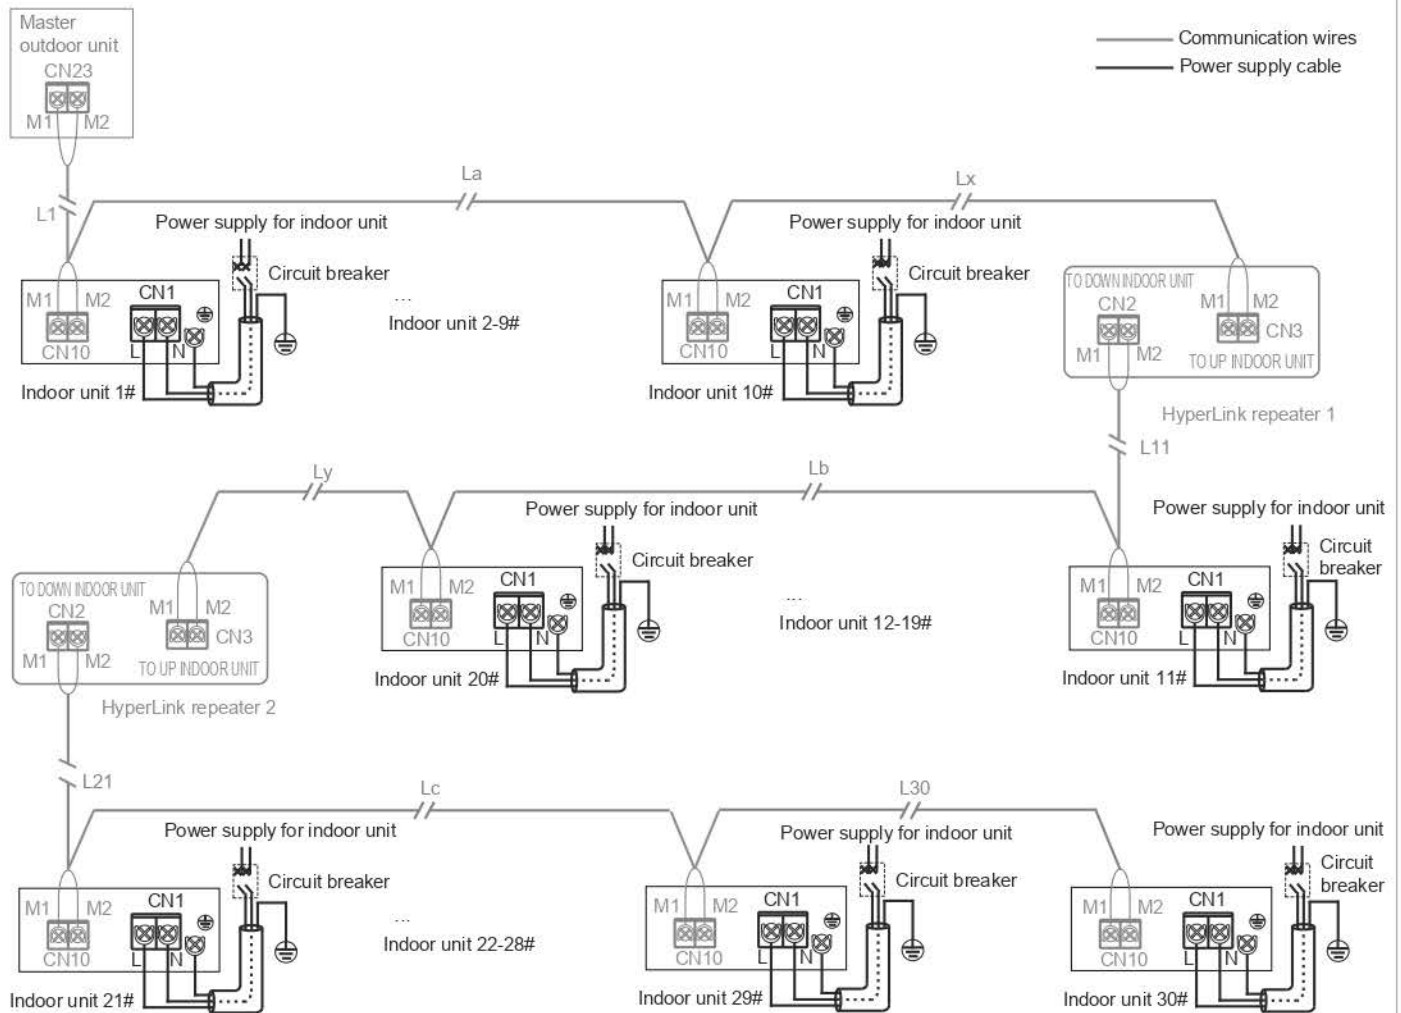 Master
outdoor unit
CN23
M1 M2
Communication wires
Power supply cable
L1
La
Lx
Power supply for indoor unit
Circuit breaker
M1 M2
CN1
CN10
L N
Indoor unit 1#
...
Indoor unit 2-9#
Power supply for indoor unit
Circuit breaker
M1 M2
CN1
CN10
L N
Indoor unit 10#
TO DOWN INDOOR UNIT
CN2
M1 M2
M1 M2
CN3
TO UP INDOOR UNIT
HyperLink repeater 1
L11
Ly
Lb
TO DOWN INDOOR UNIT
CN2
M1 M2
M1 M2
CN3
TO UP INDOOR UNIT
HyperLink repeater 2
Power supply for indoor unit
Circuit breaker
M1 M2
CN1
CN10
L N
Indoor unit 20#
...
Indoor unit 12-19#
Power supply for indoor unit
Circuit
breaker
M1 M2
CN1
CN10
L N
Indoor unit 11#
L21
Lc
L30
Power supply for indoor unit
Circuit breaker
M1 M2
CN1
CN10
L N
Indoor unit 21#
...
Indoor unit 22-28#
Power supply for indoor unit
Circuit breaker
M1 M2
CN1
CN10
L N
Indoor unit 29#
Power supply for indoor unit
Circuit
breaker
M1 M2
CN1
CN10
L N
Indoor unit 30#